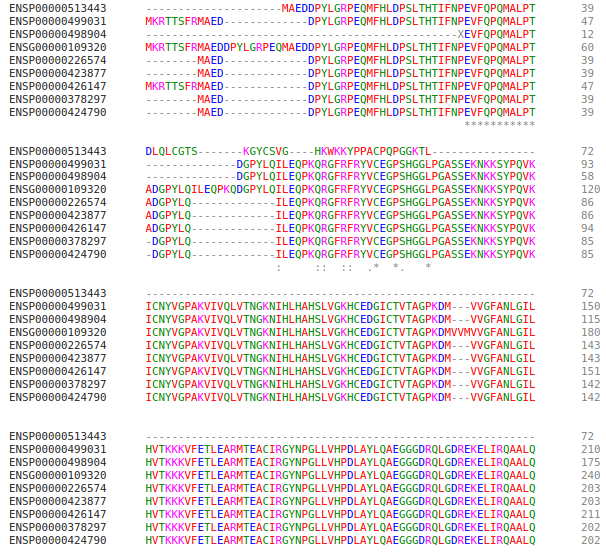 ENSP00000513443 ---------------------MAEDDPYLGRPEQMFHLDPSLTHTIFNPEVFQPQMALPT 39
ENSP00000499031 MKRTTSFRMAED-------------DPYLGRPEQMFHLDPSLTHTIFNPEVFQPQMALPT 47
ENSP00000498904 ------------------------------------------------XEVFQPQMALPT 12
ENSG00000109320 MKRTTSFRMAEDDPYLGRPEQMAEDDPYLGRPEQMFHLDPSLTHTIFNPEVFQPQMALPT 60
ENSP00000226574 --------MAED-------------DPYLGRPEQMFHLDPSLTHTIFNPEVFQPQMALPT 39
ENSP00000423877 --------MAED-------------DPYLGRPEQMFHLDPSLTHTIFNPEVFQPQMALPT 39
ENSP00000426147 MKRTTSFRMAED-------------DPYLGRPEQMFHLDPSLTHTIFNPEVFQPQMALPT 47
ENSP00000378297 --------MAED-------------DPYLGRPEQMFHLDPSLTHTIFNPEVFQPQMALPT 39
ENSP00000424790 --------MAED-------------DPYLGRPEQMFHLDPSLTHTIFNPEVFQPQMALPT 39
***********
ENSP00000513443 DLQLCGTS-------KGYCSVG----HKWKKYPPACPQPGGKTL---------------- 72
ENSP00000499031 --------------DGPYLQILEQPKQRGFRFRYVCEGPSHGGLPGASSEKNKKSYPQVK 93
ENSP00000498904 --------------DGPYLQILEQPKQRGFRFRYVCEGPSHGGLPGASSEKNKKSYPQVK 58
ENSG00000109320 ADGPYLQILEQPKQDGPYLQILEQPKQRGFRFRYVCEGPSHGGLPGASSEKNKKSYPQVK 120
ENSP00000226574 ADGPYLQ-------------ILEQPKQRGFRFRYVCEGPSHGGLPGASSEKNKKSYPQVK 86
ENSP00000423877 ADGPYLQ-------------ILEQPKQRGFRFRYVCEGPSHGGLPGASSEKNKKSYPQVK 86
ENSP00000426147 ADGPYLQ-------------ILEQPKQRGFRFRYVCEGPSHGGLPGASSEKNKKSYPQVK 94
ENSP00000378297 -DGPYLQ-------------ILEQPKQRGFRFRYVCEGPSHGGLPGASSEKNKKSYPQVK 85
ENSP00000424790 -DGPYLQ-------------ILEQPKQRGFRFRYVCEGPSHGGLPGASSEKNKKSYPQVK 85
:     ::  ::  .*  *.   *
ENSP00000513443 ------------------------------------------------------------ 72
ENSP00000499031 ICNYVGPAKVIVQLVTNGKNIHLHAHSLVGKHCEDGICTVTAGPKDM---VVGFANLGIL 150
ENSP00000498904 ICNYVGPAKVIVQLVTNGKNIHLHAHSLVGKHCEDGICTVTAGPKDM---VVGFANLGIL 115
ENSG00000109320 ICNYVGPAKVIVQLVTNGKNIHLHAHSLVGKHCEDGICTVTAGPKDMVVMVVGFANLGIL 180
ENSP00000226574 ICNYVGPAKVIVQLVTNGKNIHLHAHSLVGKHCEDGICTVTAGPKDM---VVGFANLGIL 143
ENSP00000423877 ICNYVGPAKVIVQLVTNGKNIHLHAHSLVGKHCEDGICTVTAGPKDM---VVGFANLGIL 143
ENSP00000426147 ICNYVGPAKVIVQLVTNGKNIHLHAHSLVGKHCEDGICTVTAGPKDM---VVGFANLGIL 151
ENSP00000378297 ICNYVGPAKVIVQLVTNGKNIHLHAHSLVGKHCEDGICTVTAGPKDM---VVGFANLGIL 142
ENSP00000424790 ICNYVGPAKVIVQLVTNGKNIHLHAHSLVGKHCEDGICTVTAGPKDM---VVGFANLGIL 142
ENSP00000513443 ------------------------------------------------------------ 72
ENSP00000499031 HVTKKKVFETLEARMTEACIRGYNPGLLVHPDLAYLQAEGGGDRQLGDREKELIRQAALQ 210
ENSP00000498904 HVTKKKVFETLEARMTEACIRGYNPGLLVHPDLAYLQAEGGGDRQLGDREKELIRQAALQ 175
ENSG00000109320 HVTKKKVFETLEARMTEACIRGYNPGLLVHPDLAYLQAEGGGDRQLGDREKELIRQAALQ 240
ENSP00000226574 HVTKKKVFETLEARMTEACIRGYNPGLLVHPDLAYLQAEGGGDRQLGDREKELIRQAALQ 203
ENSP00000423877 HVTKKKVFETLEARMTEACIRGYNPGLLVHPDLAYLQAEGGGDRQLGDREKELIRQAALQ 203
ENSP00000426147 HVTKKKVFETLEARMTEACIRGYNPGLLVHPDLAYLQAEGGGDRQLGDREKELIRQAALQ 211
ENSP00000378297 HVTKKKVFETLEARMTEACIRGYNPGLLVHPDLAYLQAEGGGDRQLGDREKELIRQAALQ 202
ENSP00000424790 HVTKKKVFETLEARMTEACIRGYNPGLLVHPDLAYLQAEGGGDRQLGDREKELIRQAALQ 202